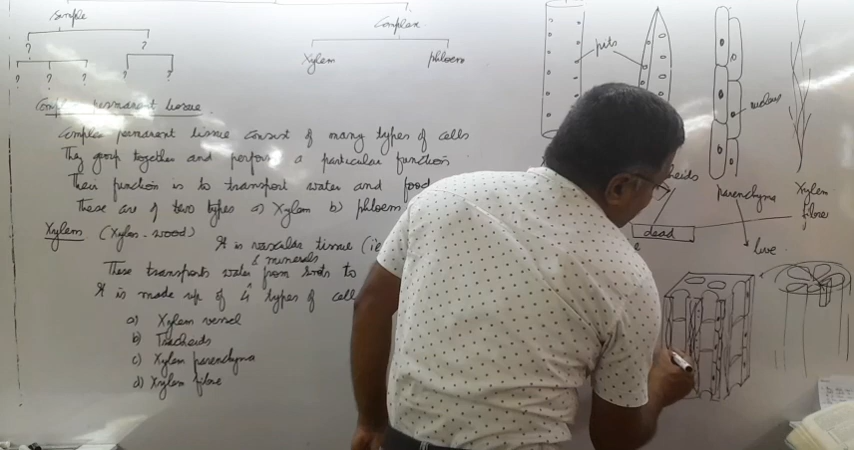 Simple
Complex
? ?
Xylem phloem
? ? ? ? ?
pits
permanent tissue.
Complex permanent tissue consist of many types of cells
They group together and perform a particular function
nucleus
Their function is to transport water and food
These are of two types a) Xylem b) phloem
parenchyma
Xylem fibre
Xylem (Xylos - wood) It is vascular tissue (i.e
dead
live
& minerals
These transports water from roots to
It is made up of 4 types of cell
a) Xylem vessel
b) Tracheids
c) Xylem parenchyma
d) Xylem fibre